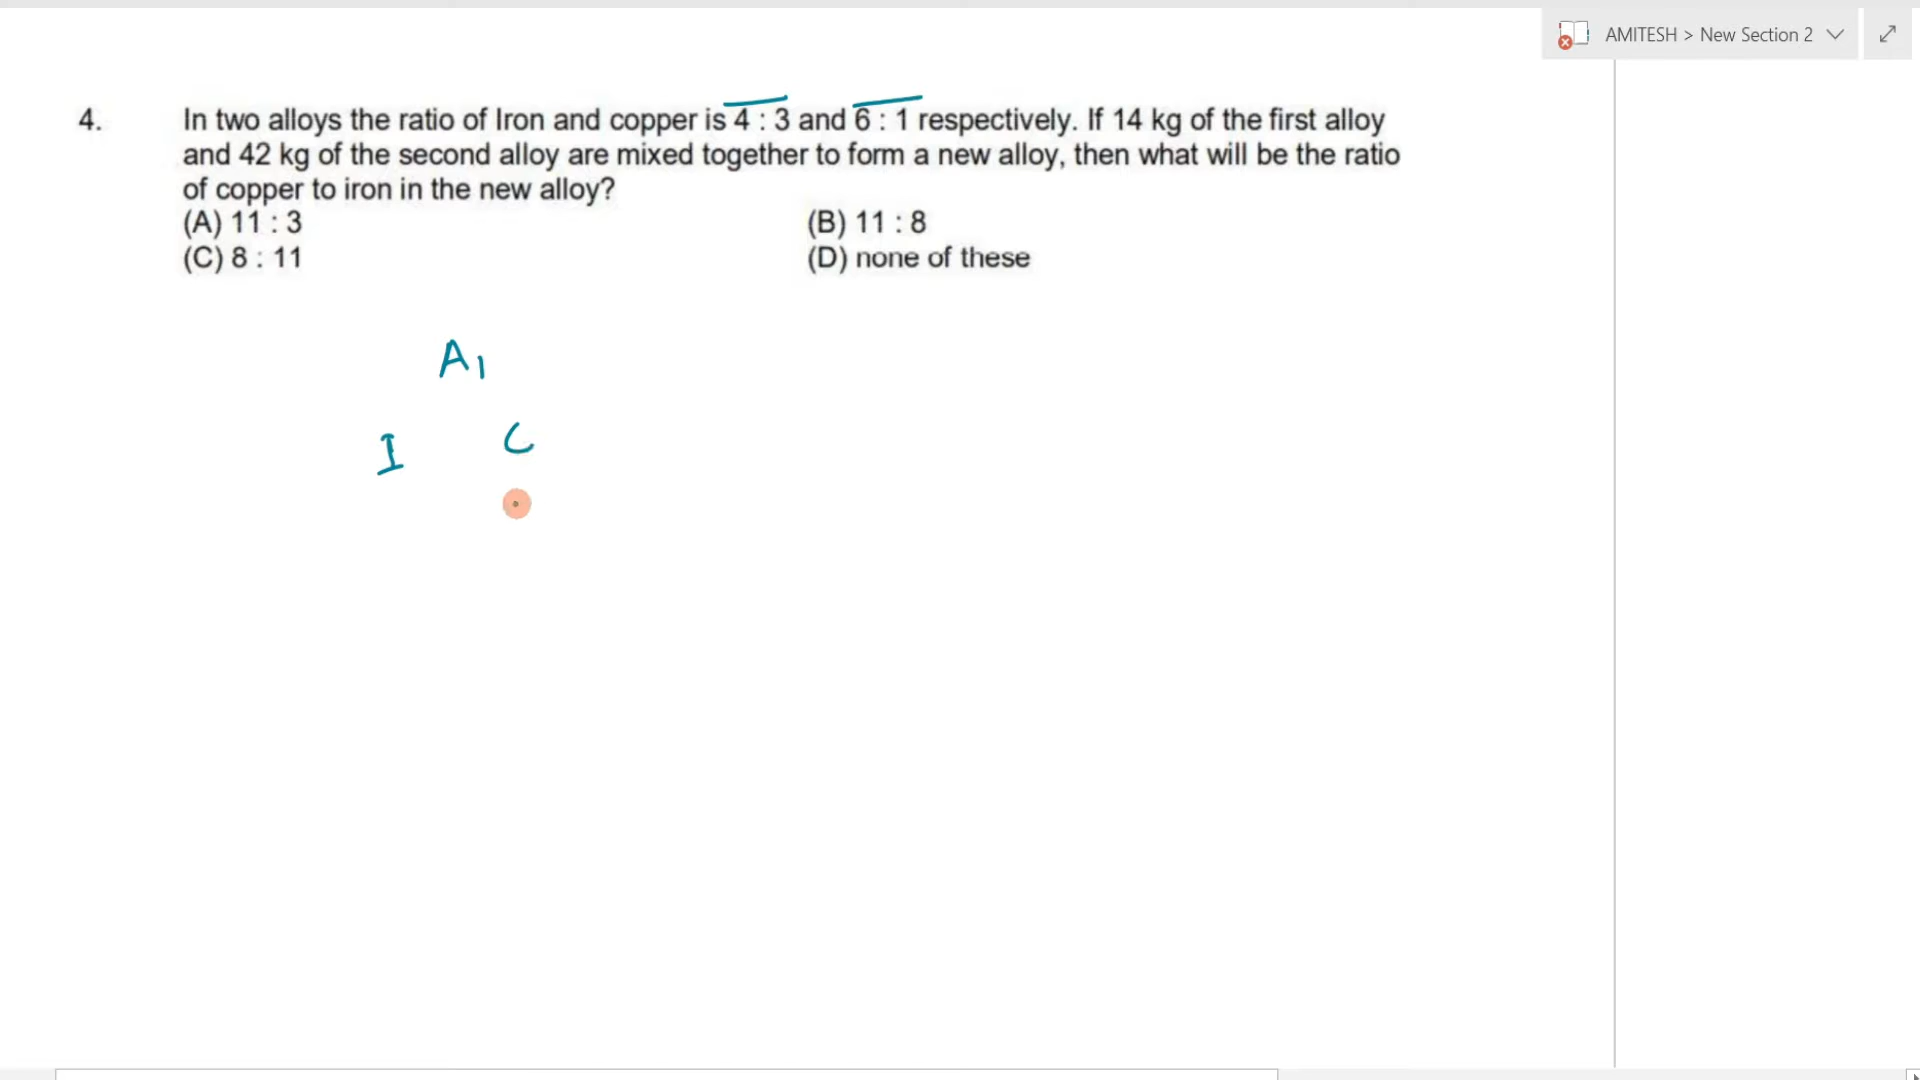 AMITESH > New Section 2
4. In two alloys the ratio of Iron and copper is 4 : 3 and 6 : 1 respectively. If 14 kg of the first alloy
and 42 kg of the second alloy are mixed together to form a new alloy, then what will be the ratio
of copper to iron in the new alloy?
(A) 11 : 3 (B) 11 : 8
(C) 8 : 11 (D) none of these
A1
I C